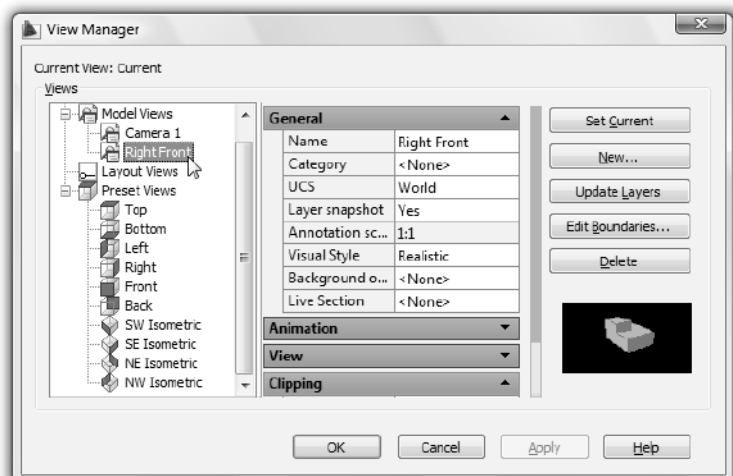 View Manager
Current View: Current
Views
Model Views
Camera 1
Right Front
Layout Views
Preset Views
Top
Bottom
Left
Right
Front
Back
SW Isometric
SE Isometric
NE Isometric
NW Isometric
General
Name Right Front
Category <None>
UCS World
Layer snapshot Yes
Annotation sc... 1:1
Visual Style Realistic
Background o... <None>
Live Section <None>
Animation
View
Clipping
Set Current
New...
Update Layers
Edit Boundaries...
Delete
OK Cancel Apply Help